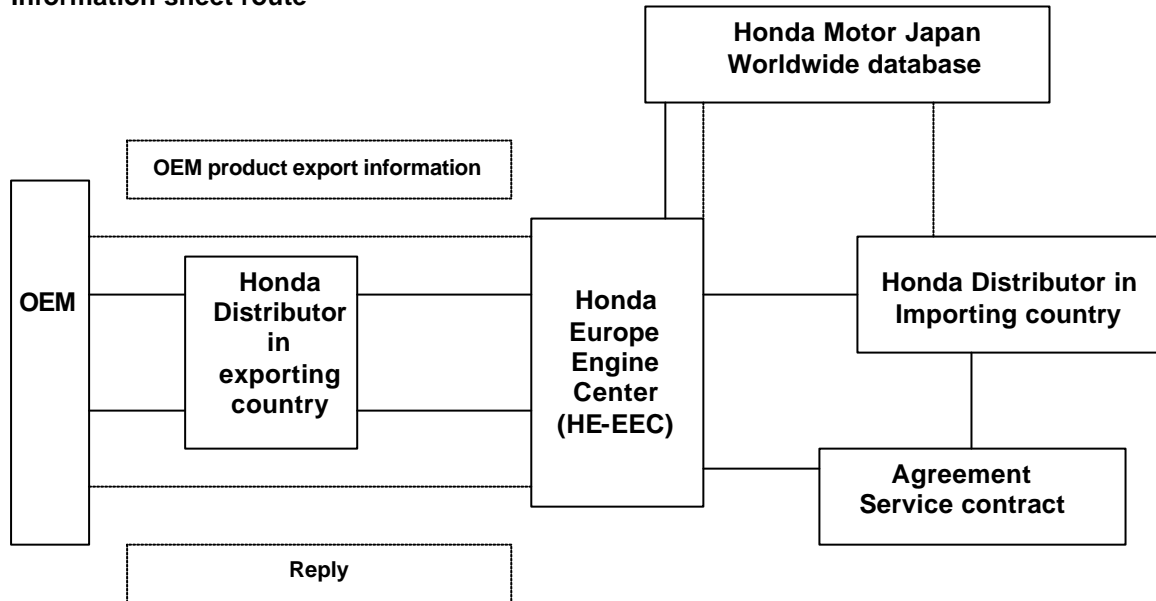 Information sheet route
Honda Motor Japan
Worldwide database
OEM product export information
OEM
Honda
Distributor
in
exporting
country
Honda
Europe
Engine
Center
(HE-EEC)
Honda Distributor in
Importing country
Agreement
Service contract
Reply